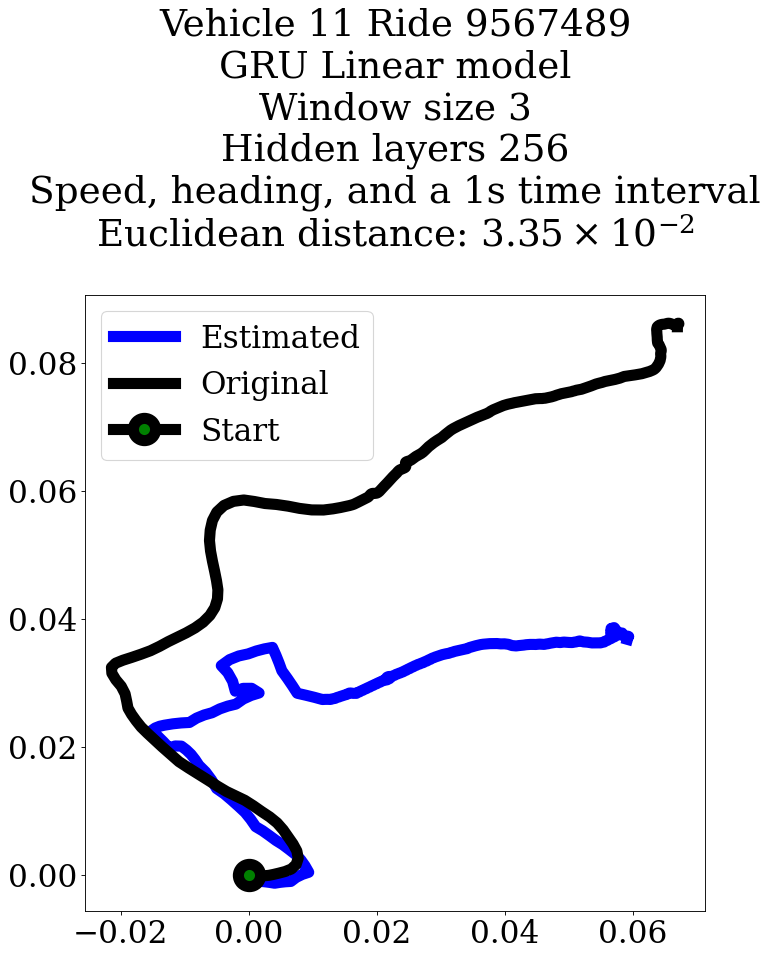 Vehicle 11 Ride 9567489
GRU Linear model
Window size 3
Hidden layers 256
Speed, heading, and a 1s time interval
Euclidean distance: 3.35 × 10⁻²
Estimated
Original
Start
0.08
0.06
0.04
0.02
0.00
−0.02 0.00 0.02 0.04 0.06